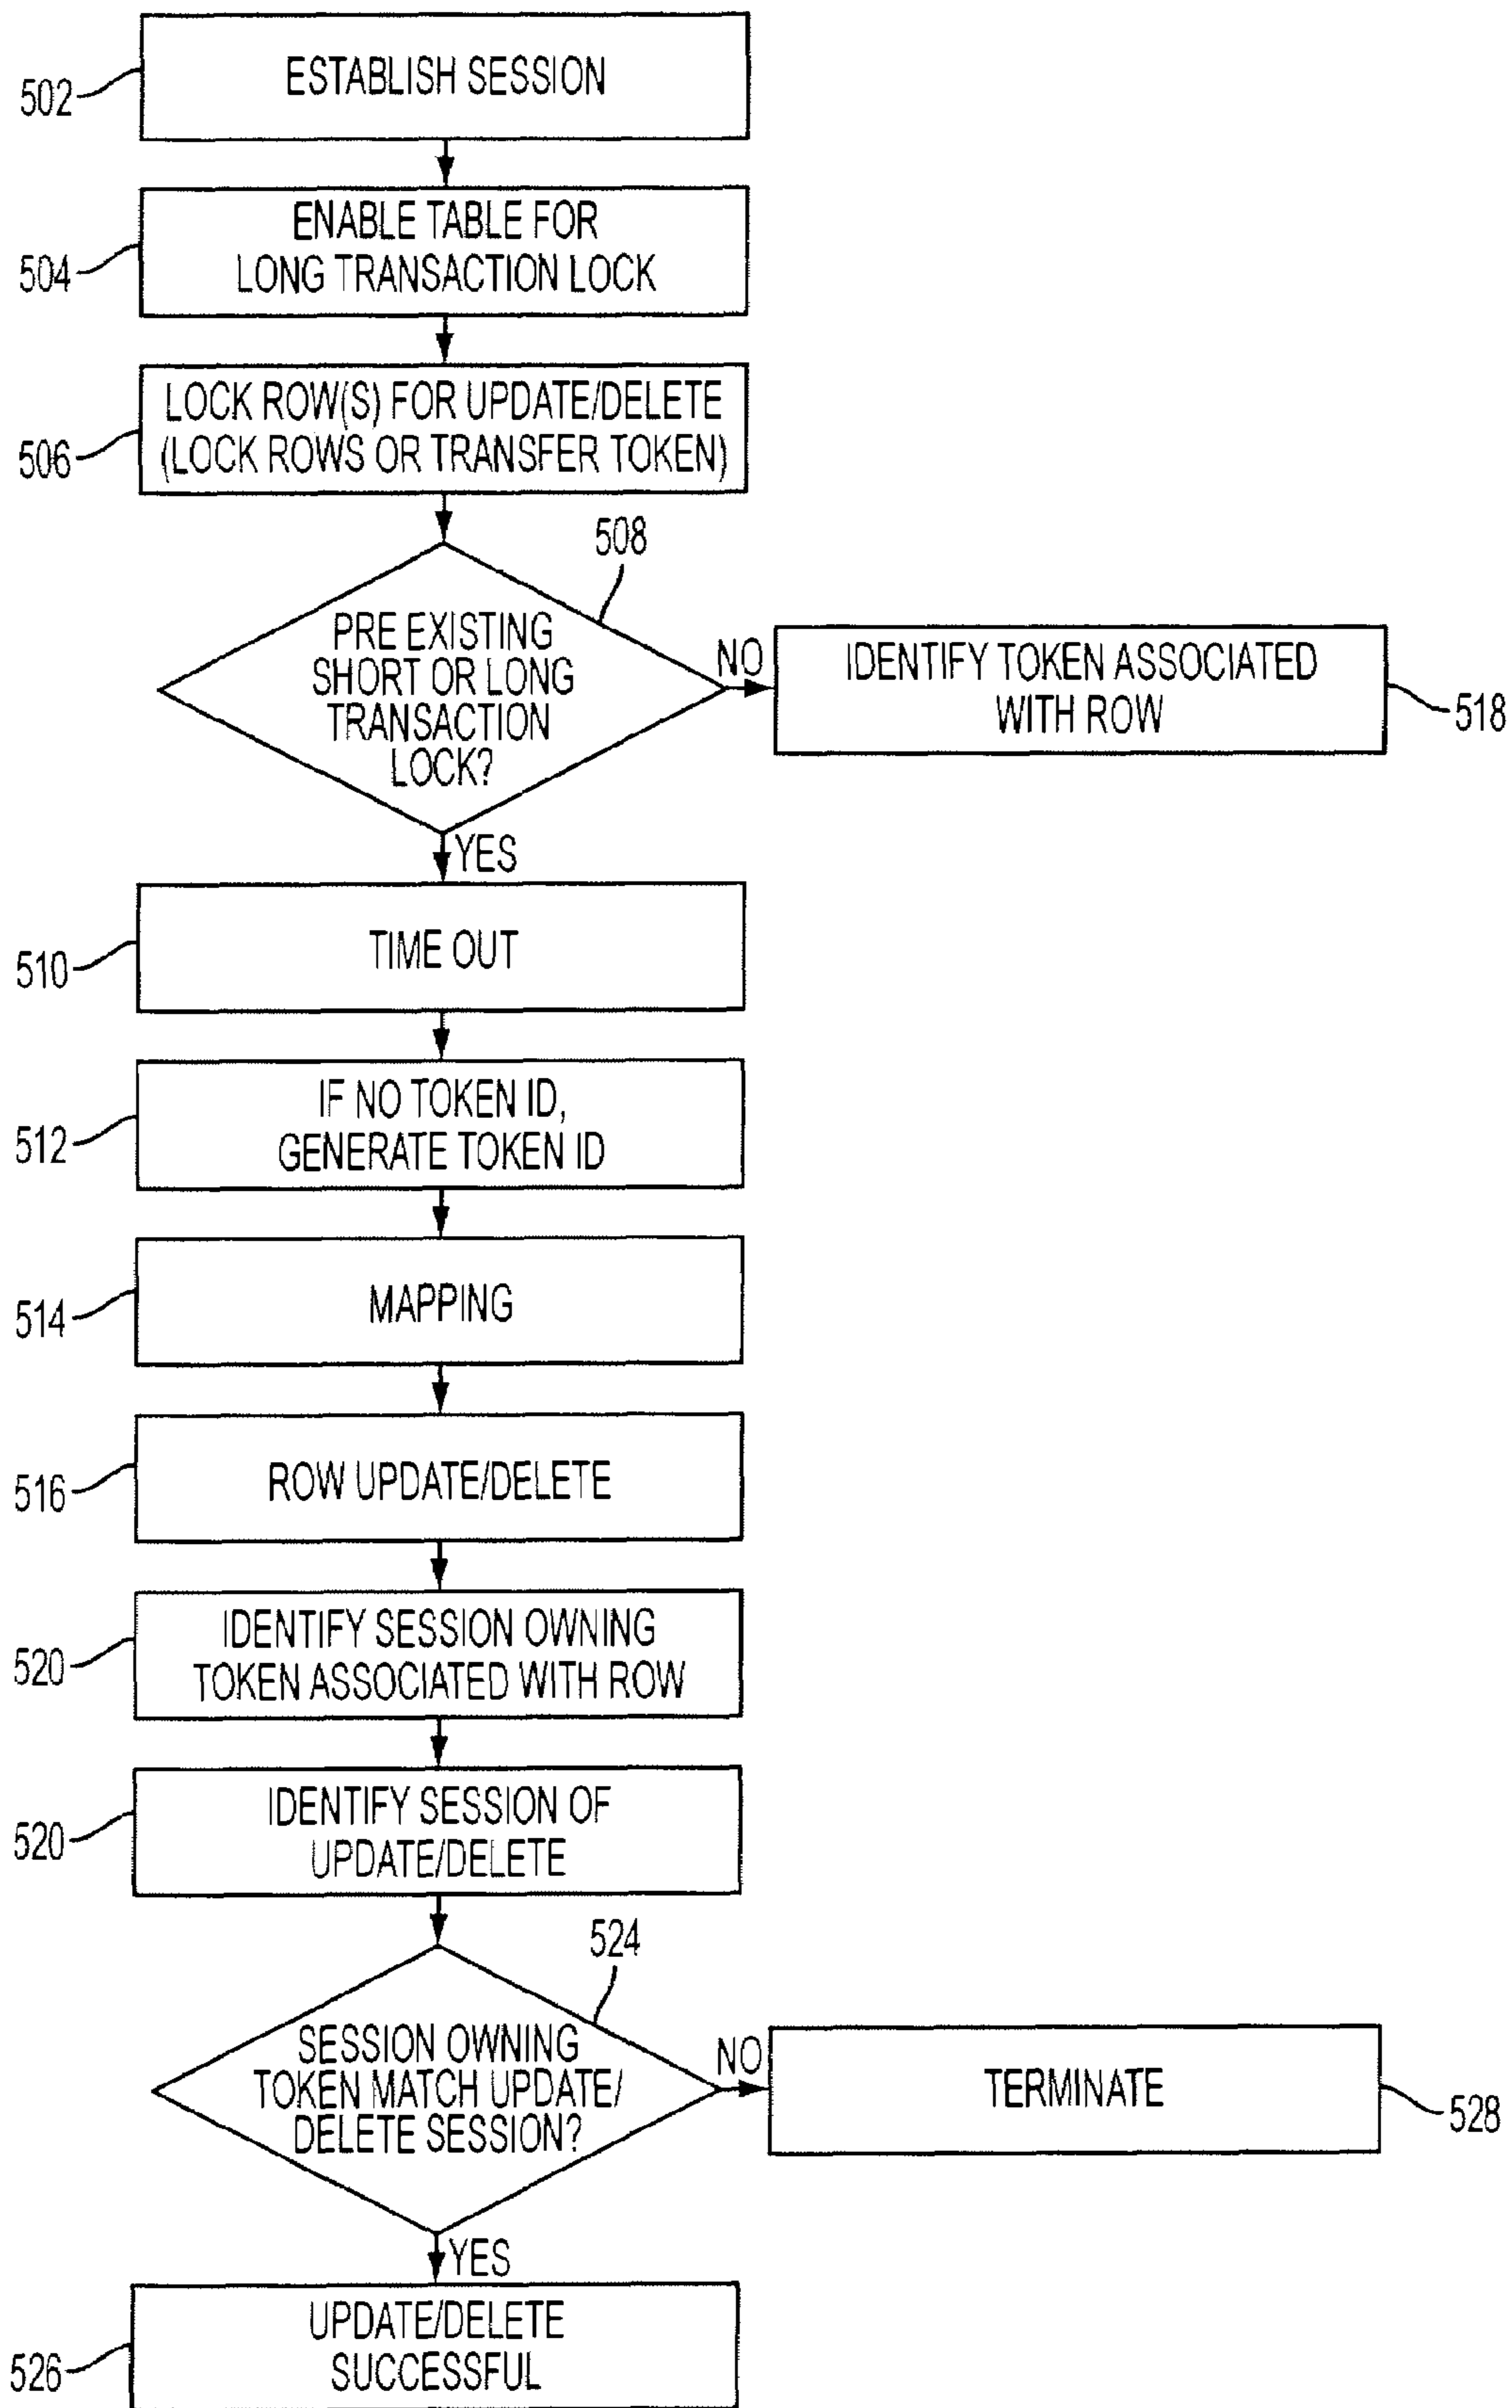 502
ESTABLISH SESSION
504
ENABLE TABLE FOR
LONG TRANSACTION LOCK
506
LOCK ROW(S) FOR UPDATE/DELETE
(LOCK ROWS OR TRANSFER TOKEN)
508
PRE EXISTING
SHORT OR LONG
TRANSACTION
LOCK?
NO
IDENTIFY TOKEN ASSOCIATED
WITH ROW
518
YES
510
TIME OUT
512
IF NO TOKEN ID,
GENERATE TOKEN ID
514
MAPPING
516
ROW UPDATE/DELETE
520
IDENTIFY SESSION OWNING
TOKEN ASSOCIATED WITH ROW
520
IDENTIFY SESSION OF
UPDATE/DELETE
524
SESSION OWNING
TOKEN MATCH UPDATE/
DELETE SESSION?
NO
TERMINATE
528
YES
526
UPDATE/DELETE
SUCCESSFUL